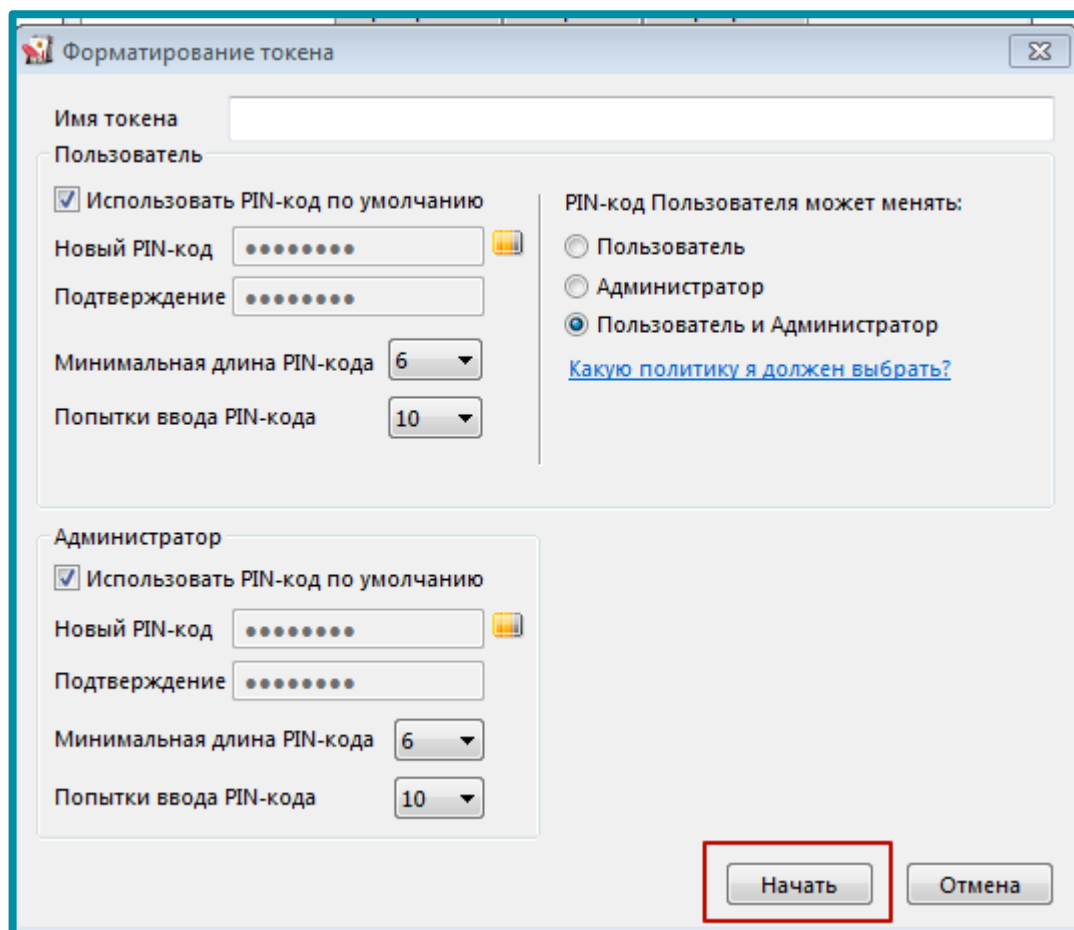 Форматирование токена
Имя токена
Пользователь
Использовать PIN-код по умолчанию
Новый PIN-код ●●●●●●●●
Подтверждение ●●●●●●●●
Минимальная длина PIN-кода 6
Попытки ввода PIN-кода 10
PIN-код Пользователя может менять:
Пользователь
Администратор
Пользователь и Администратор
Какую политику я должен выбрать?
Администратор
Использовать PIN-код по умолчанию
Новый PIN-код ●●●●●●●●
Подтверждение ●●●●●●●●
Минимальная длина PIN-кода 6
Попытки ввода PIN-кода 10
Начать Отмена